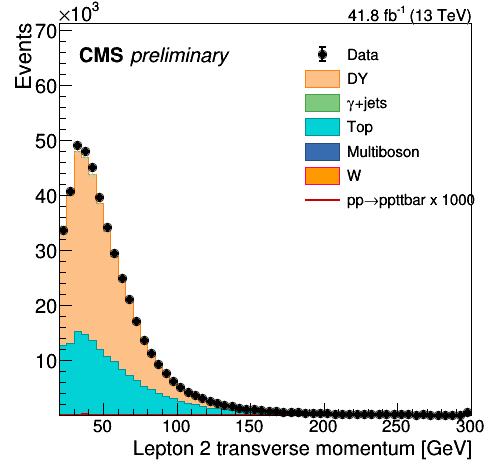 ×10³
41.8 fb⁻¹ (13 TeV)
Events
70
60
50
40
30
20
10
CMS preliminary
Data
DY
γ+jets
Top
Multiboson
W
pp→ppttbar x 1000
50 100 150 200 250 300
Lepton 2 transverse momentum [GeV]